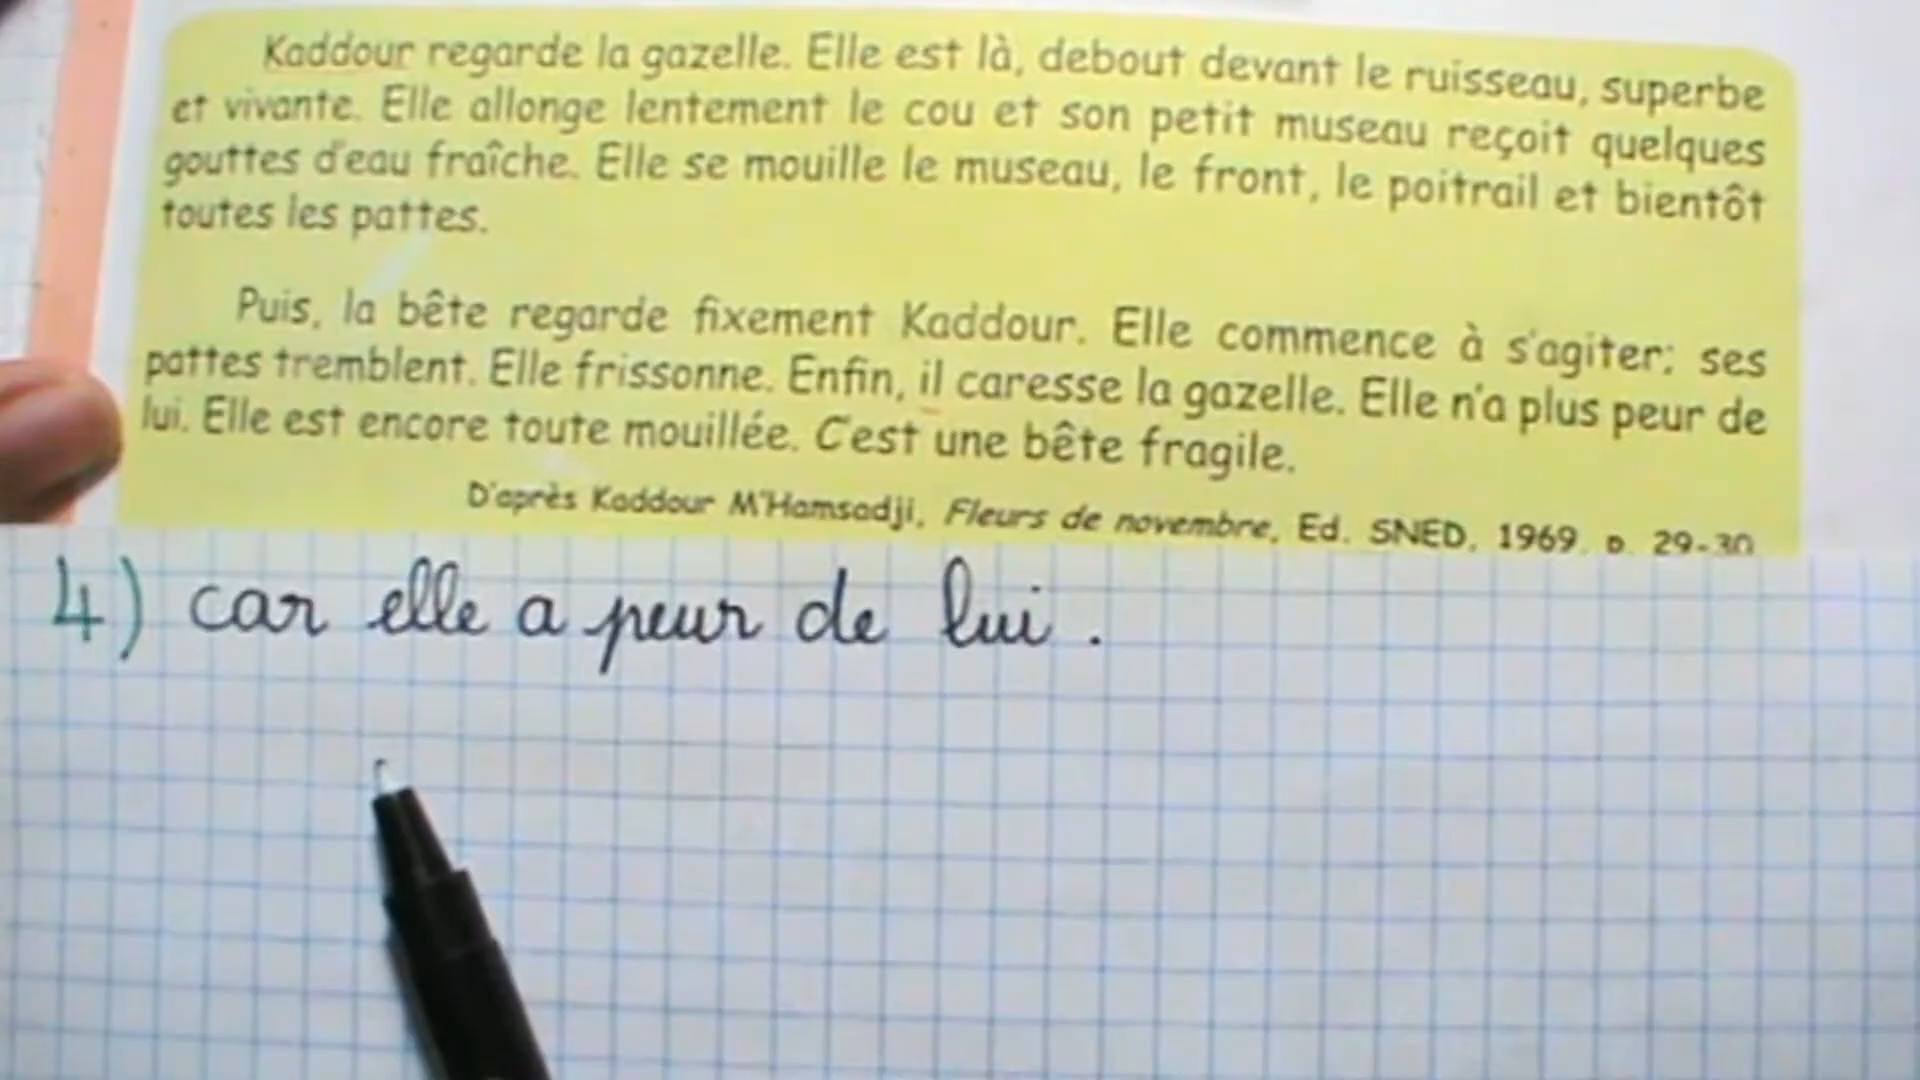 Kaddour regarde la gazelle. Elle est là, debout devant le ruisseau, superbe
et vivante. Elle allonge lentement le cou et son petit museau reçoit quelques
gouttes d'eau fraîche. Elle se mouille le museau, le front, le poitrail et bientôt
toutes les pattes.
Puis, la bête regarde fixement Kaddour. Elle commence à s'agiter; ses
pattes tremblent. Elle frissonne. Enfin, il caresse la gazelle. Elle n'a plus peur de
lui. Elle est encore toute mouillée. C'est une bête fragile.
D'après Kaddour M'Hamsadji, Fleurs de novembre, Ed. SNED, 1969, p. 29-30
4) car elle a peur de lui.